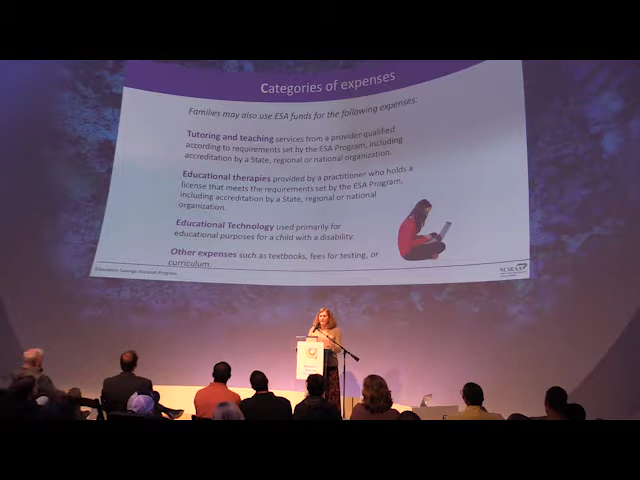 Categories of expenses
Families may also use ESA funds for the following expenses:
Tutoring and teaching services from a provider qualified
according to requirements set by the ESA Program, including
accreditation by a State, regional or national organization.
Educational therapies provided by a practitioner who holds a
license that meets the requirements set by the ESA Program,
including accreditation by a State, regional or national
organization.
Educational Technology used primarily for
educational purposes for a child with a disability.
Other expenses such as textbooks, fees for testing, or
curriculum.
Education Savings Account Program
NCSEAA